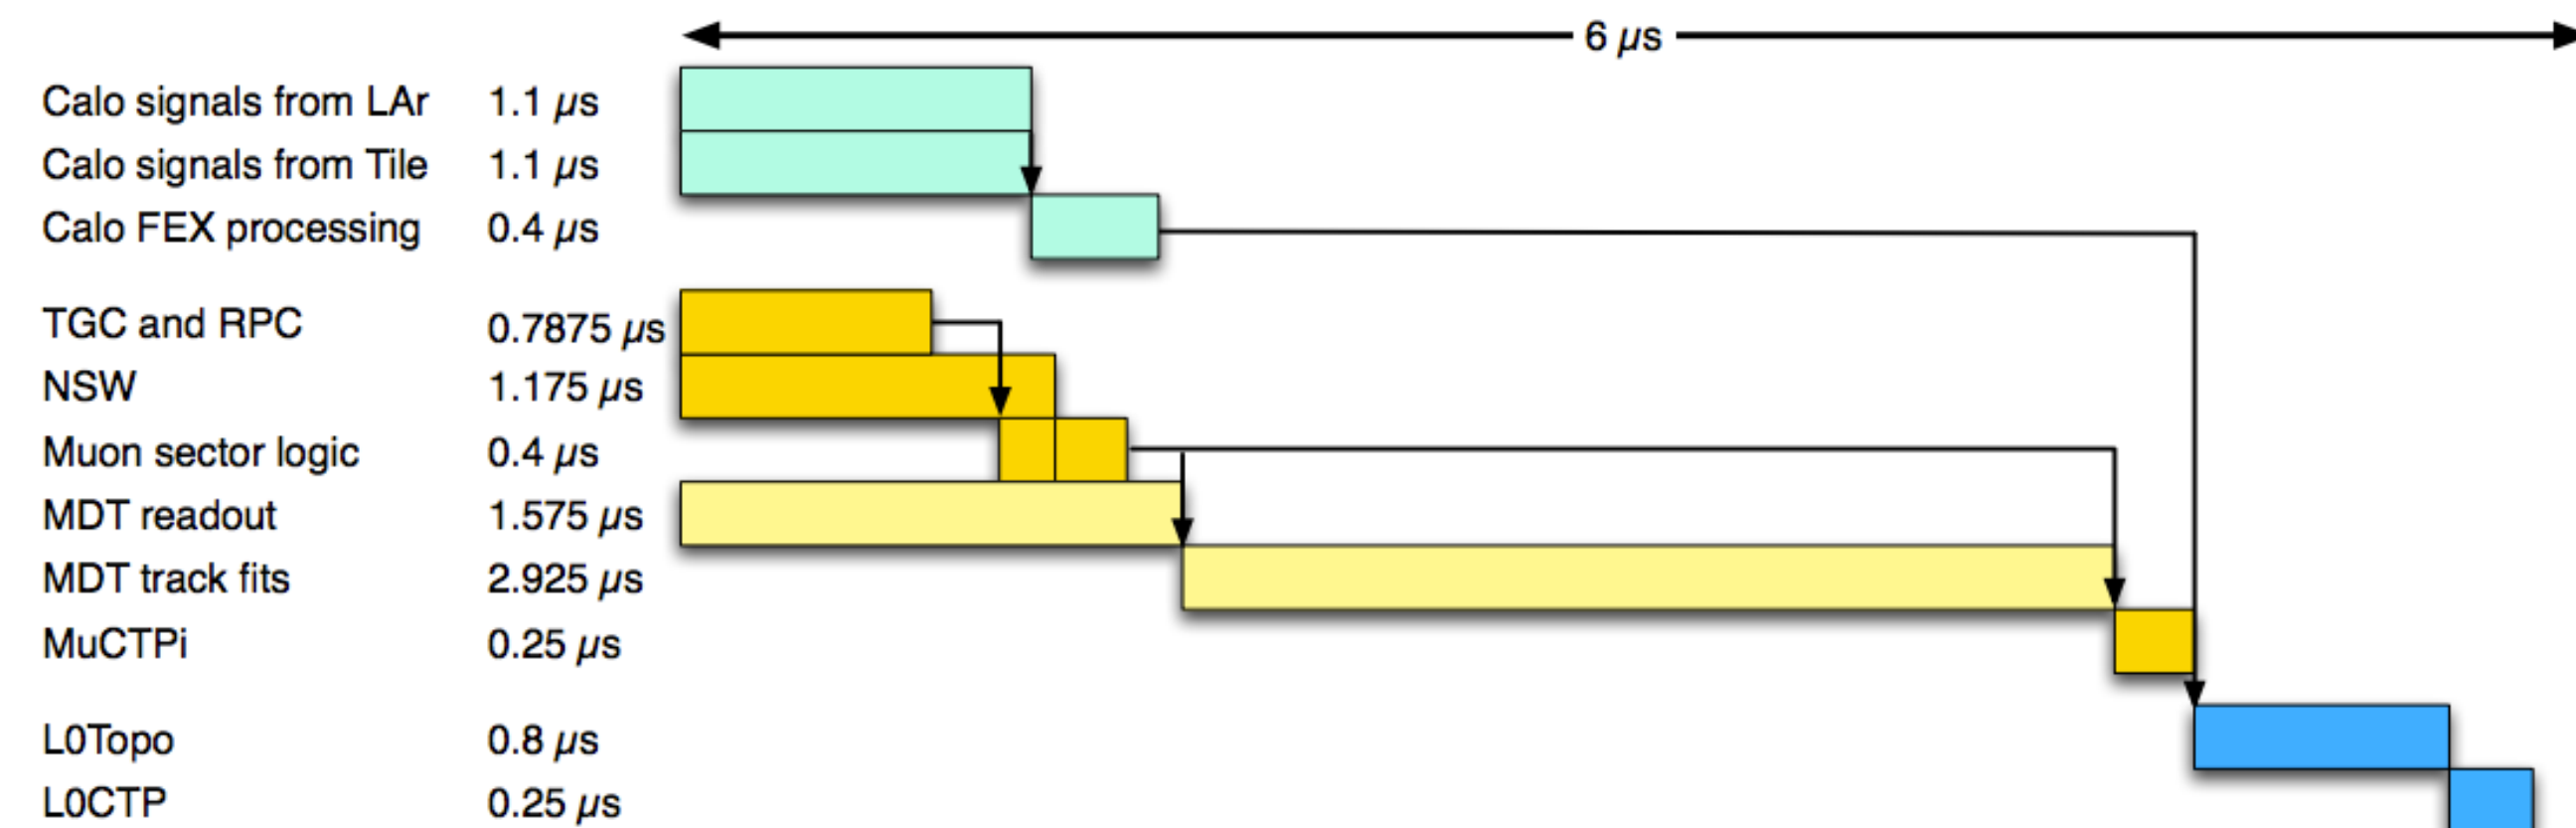 6 µs
Calo signals from LAr 1.1 µs
Calo signals from Tile 1.1 µs
Calo FEX processing 0.4 µs
TGC and RPC 0.7875 µs
NSW 1.175 µs
Muon sector logic 0.4 µs
MDT readout 1.575 µs
MDT track fits 2.925 µs
MuCTPi 0.25 µs
L0Topo 0.8 µs
L0CTP 0.25 µs